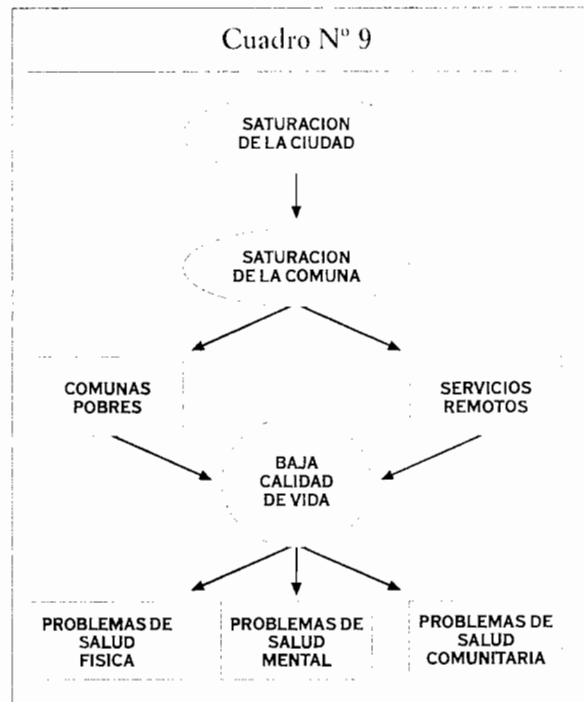 Cuadro Nº 9
SATURACION
DE LA CIUDAD
SATURACION
DE LA COMUNA
COMUNAS
POBRES
SERVICIOS
REMOTOS
BAJA
CALIDAD
DE VIDA
PROBLEMAS DE
SALUD
FISICA
PROBLEMAS DE
SALUD
MENTAL
PROBLEMAS DE
SALUD
COMUNITARIA